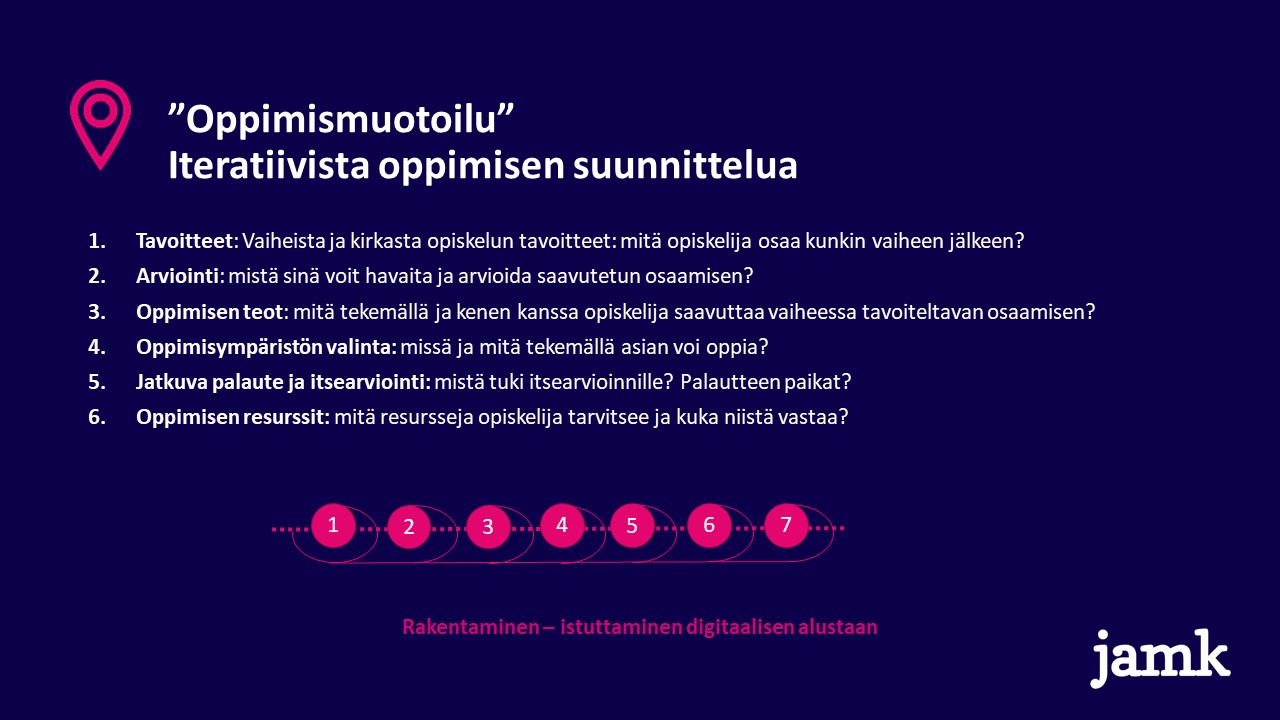 ”Oppimismuotoilu”
Iteratiivista oppimisen suunnittelua
1. Tavoitteet: Vaiheista ja kirkasta opiskelun tavoitteet: mitä opiskelija osaa kunkin vaiheen jälkeen?
2. Arviointi: mistä sinä voit havaita ja arvioida saavutetun osaamisen?
3. Oppimisen teot: mitä tekemällä ja kenen kanssa opiskelija saavuttaa vaiheessa tavoiteltavan osaamisen?
4. Oppimisympäristön valinta: missä ja mitä tekemällä asian voi oppia?
5. Jatkuva palaute ja itsearviointi: mistä tuki itsearvioinnille? Palautteen paikat?
6. Oppimisen resurssit: mitä resursseja opiskelija tarvitsee ja kuka niistä vastaa?
1 2 3 4 5 6 7
Rakentaminen – istuttaminen digitaalisen alustaan
jamk